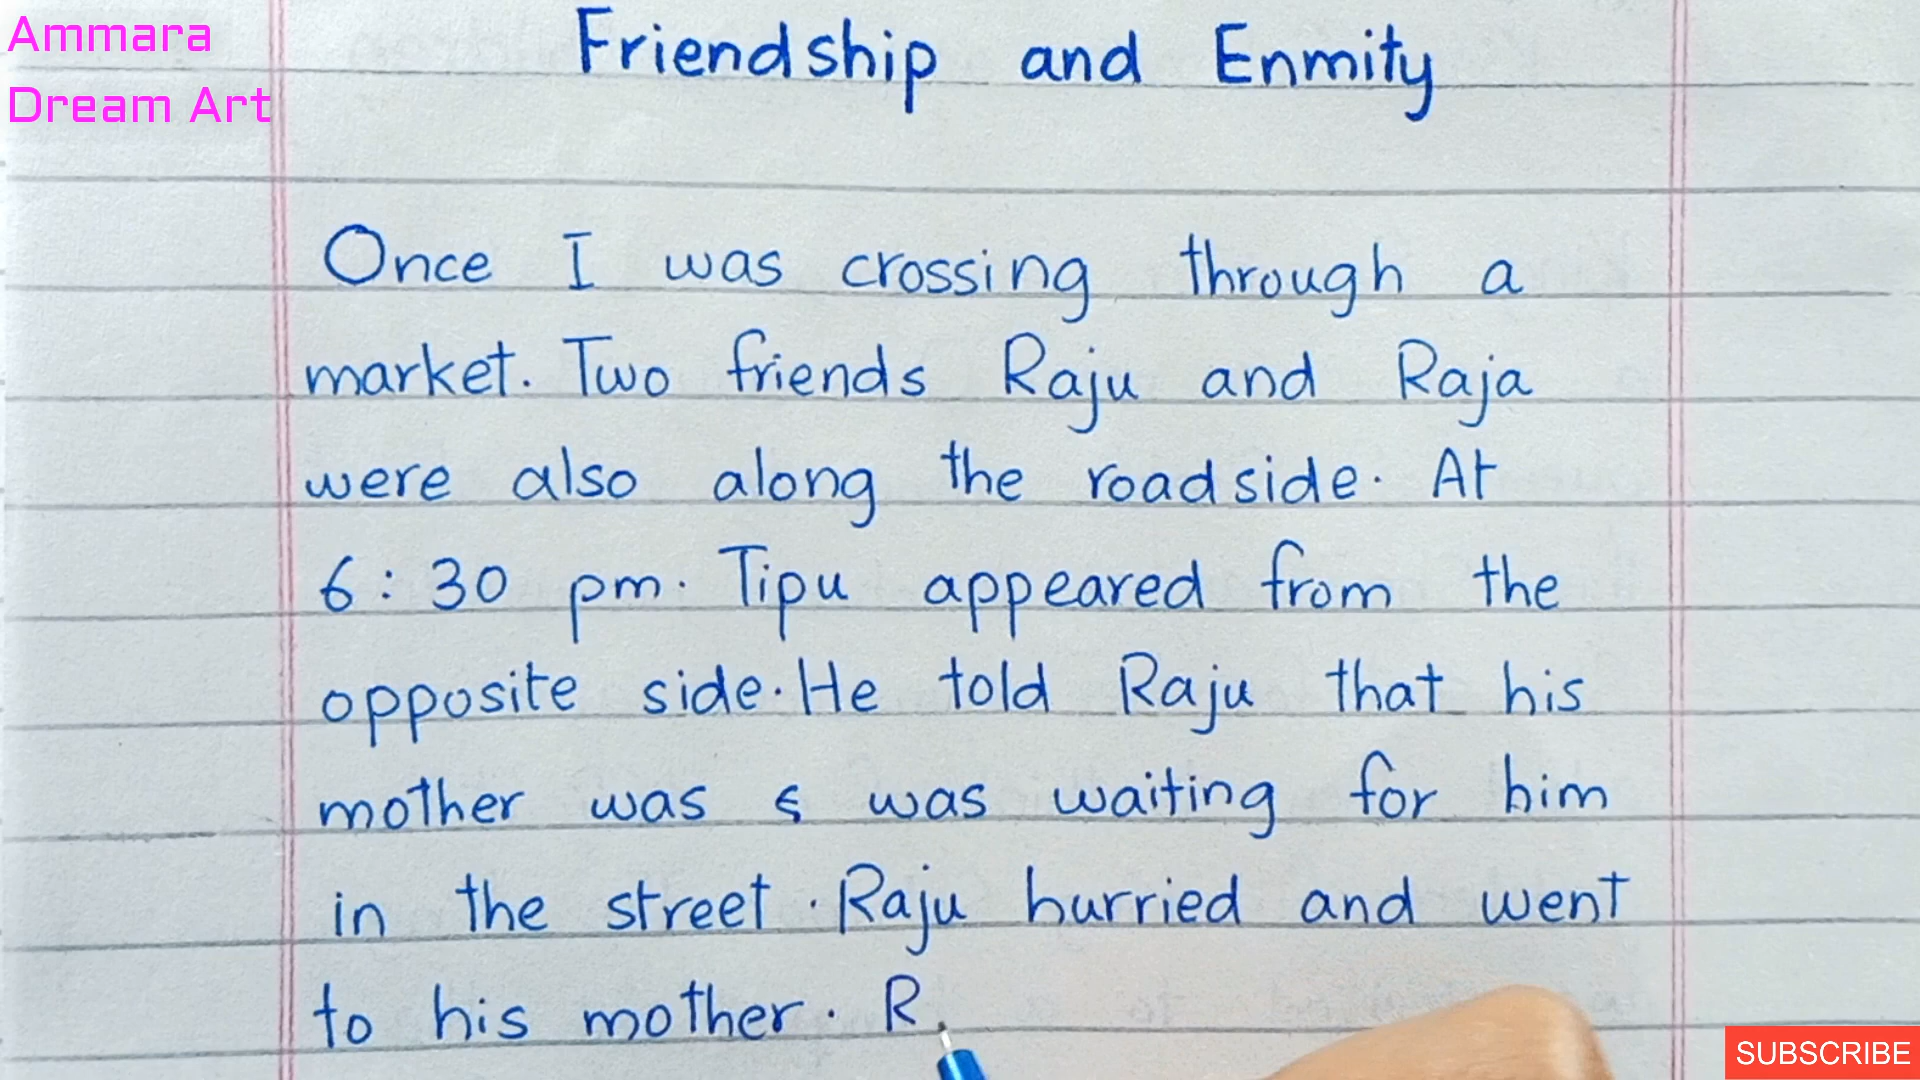 Ammara
Dream Art
Friendship and Enmity
Once I was crossing through a
market. Two friends Raju and Raja
were also along the roadside. At
6:30 pm. Tipu appeared from the
opposite side. He told Raju that his
mother was was waiting for him
in the street. Raju hurried and went
to his mother. R
SUBSCRIBE